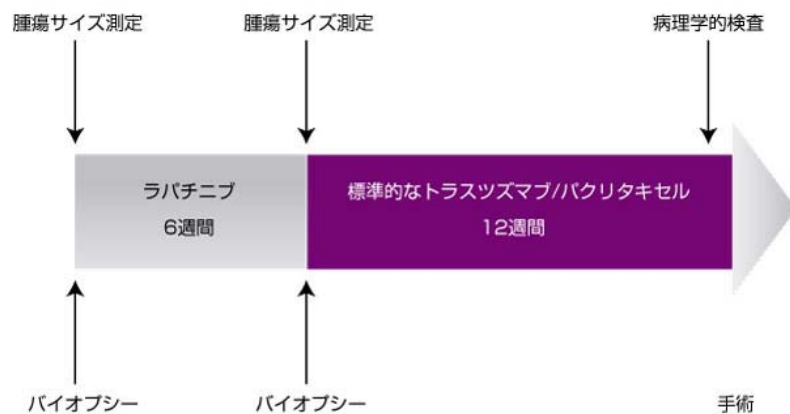 腫瘍サイズ測定
腫瘍サイズ測定
病理学的検査
ラパチニブ
6週間
標準的なトラスツズマブ/パクリタキセル
12週間
バイオプシー
バイオプシー
手術